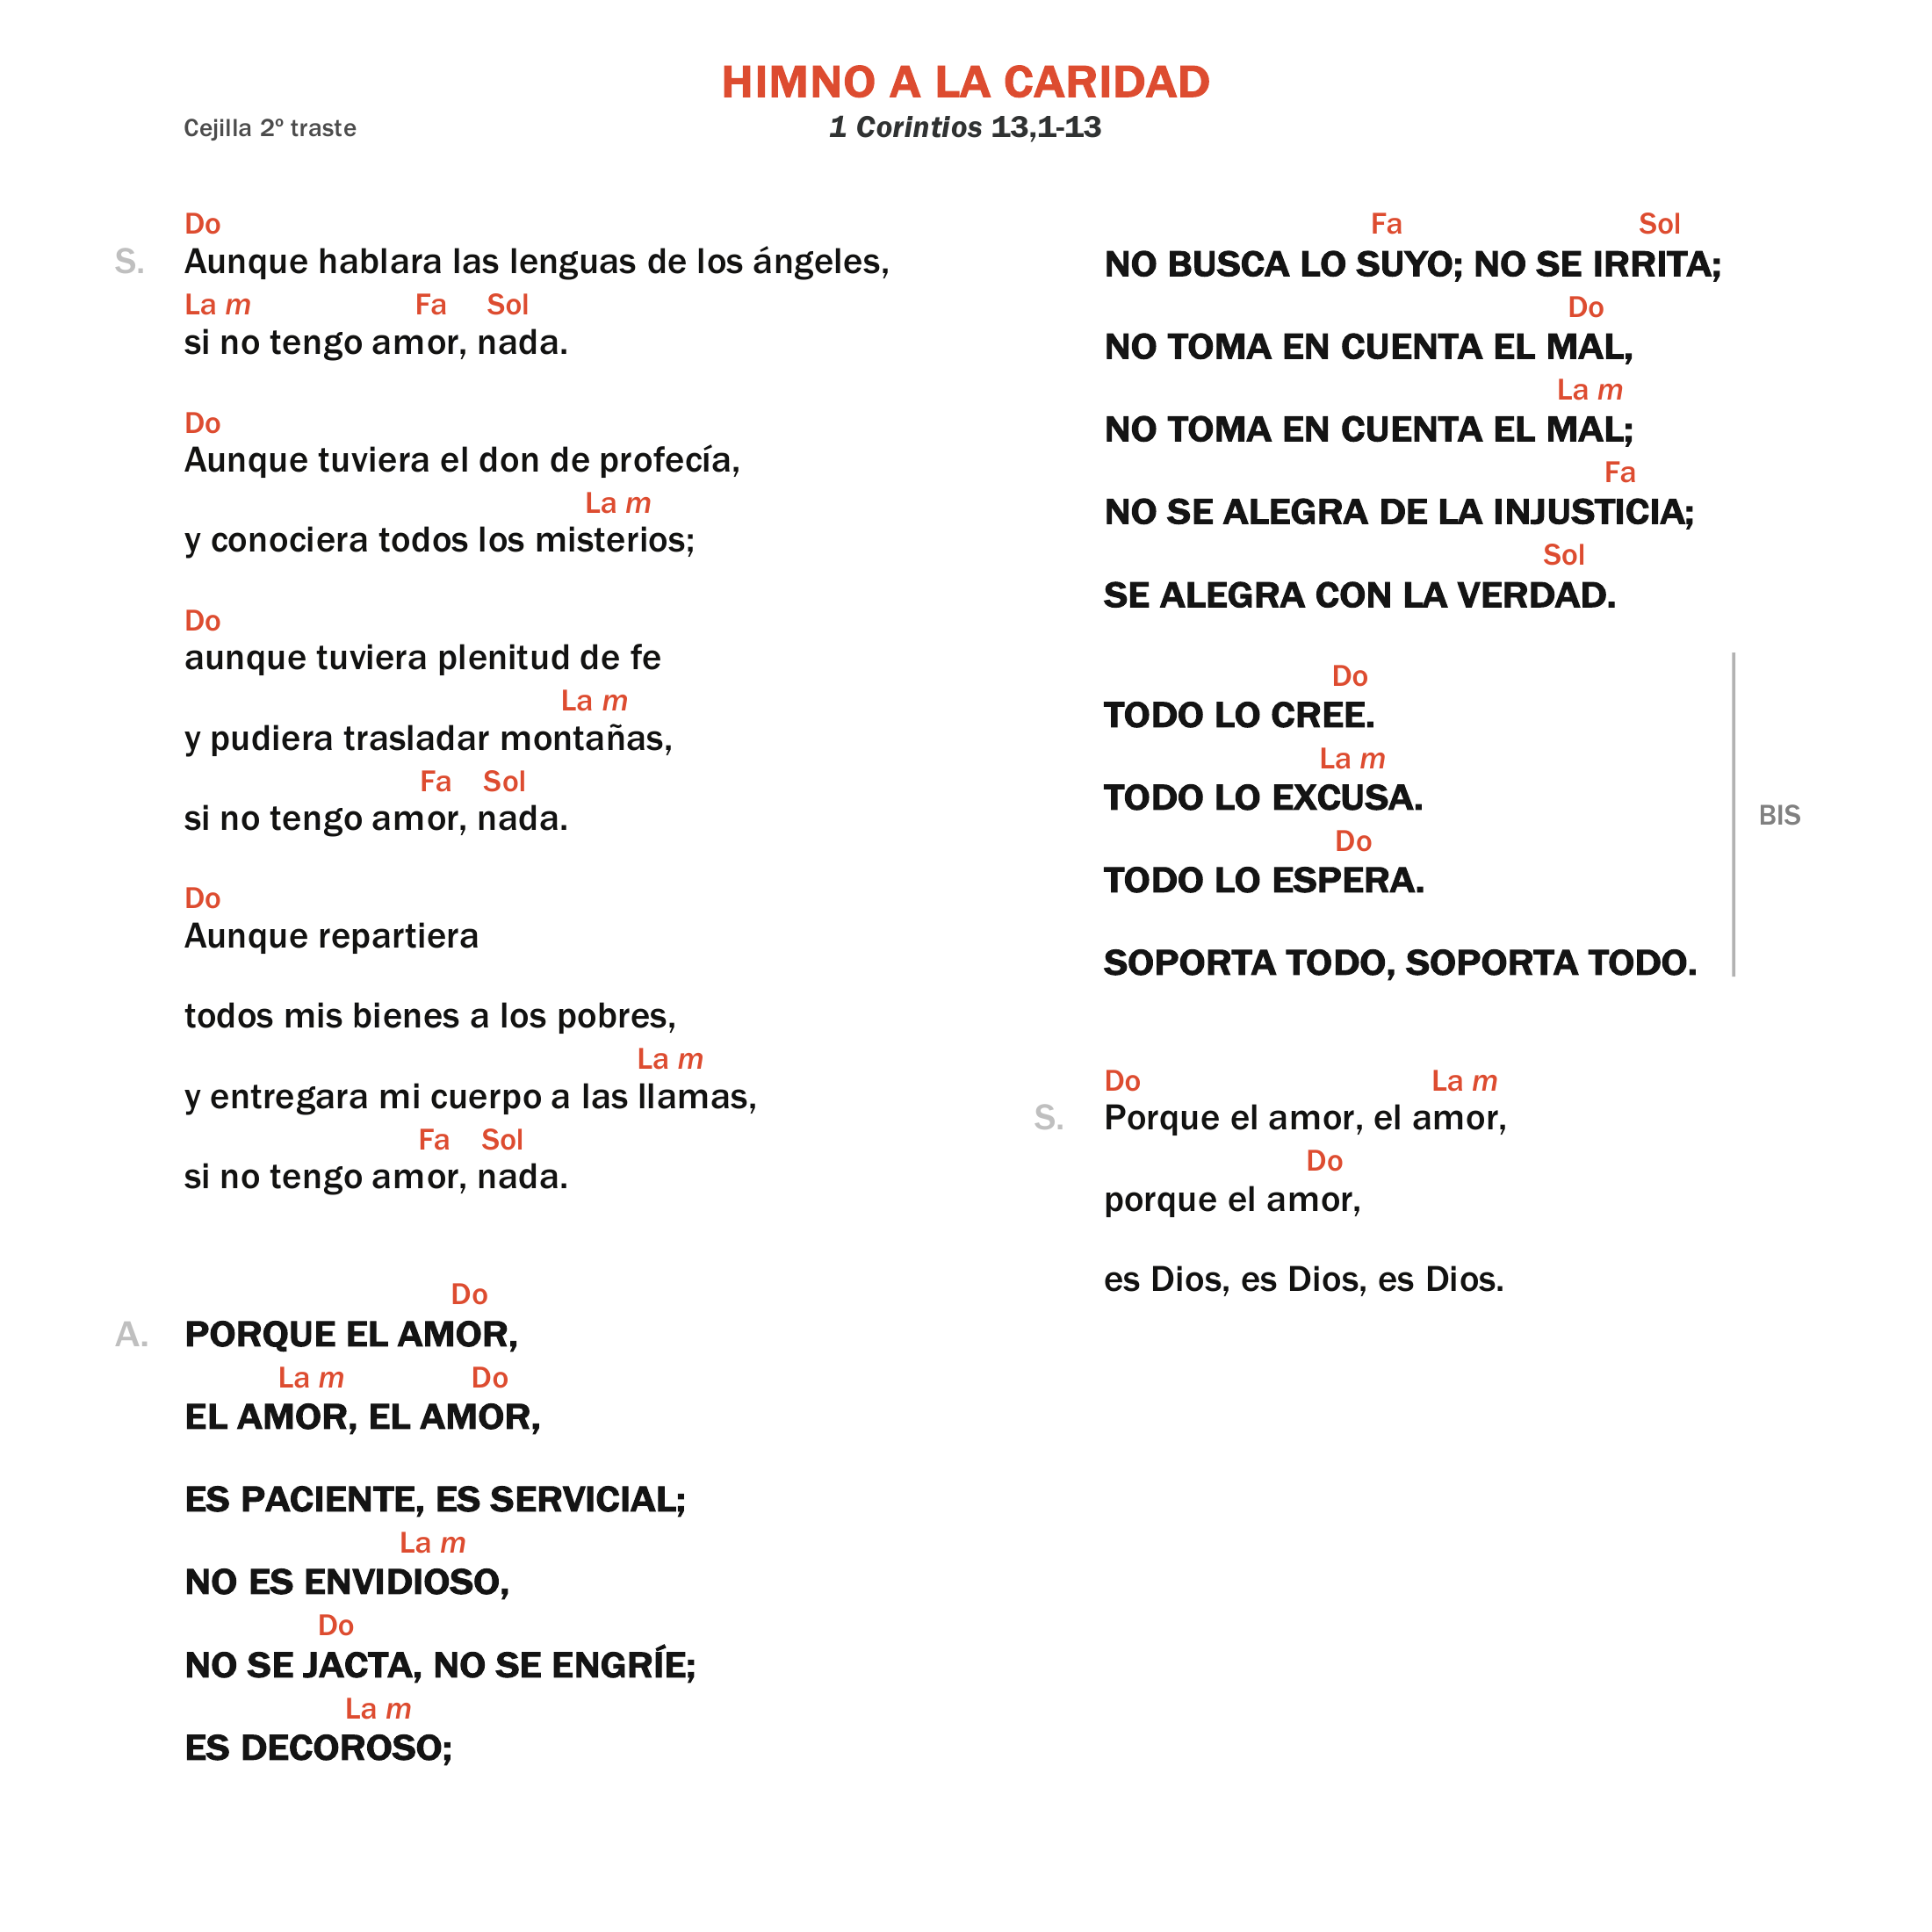 HIMNO A LA CARIDAD
Cejilla 2º traste
1 Corintios 13,1-13
Do
S. Aunque hablara las lenguas de los ángeles,
La m Fa Sol
si no tengo amor, nada.
Do
Aunque tuviera el don de profecía,
La m
y conociera todos los misterios;
Do
aunque tuviera plenitud de fe
La m
y pudiera trasladar montañas,
Fa Sol
si no tengo amor, nada.
Do
Aunque repartiera
todos mis bienes a los pobres,
La m
y entregara mi cuerpo a las llamas,
Fa Sol
si no tengo amor, nada.
Do
A. PORQUE EL AMOR,
La m Do
EL AMOR, EL AMOR,
ES PACIENTE, ES SERVICIAL;
La m
NO ES ENVIDIOSO,
Do
NO SE JACTA, NO SE ENGRÍE;
La m
ES DECOROSO;
Fa Sol
NO BUSCA LO SUYO; NO SE IRRITA;
Do
NO TOMA EN CUENTA EL MAL,
La m
NO TOMA EN CUENTA EL MAL;
Fa
NO SE ALEGRA DE LA INJUSTICIA;
Sol
SE ALEGRA CON LA VERDAD.
Do
TODO LO CREE.
La m
TODO LO EXCUSA.
BIS
Do
TODO LO ESPERA.
SOPORTA TODO, SOPORTA TODO.
Do La m
S. Porque el amor, el amor,
Do
porque el amor,
es Dios, es Dios, es Dios.